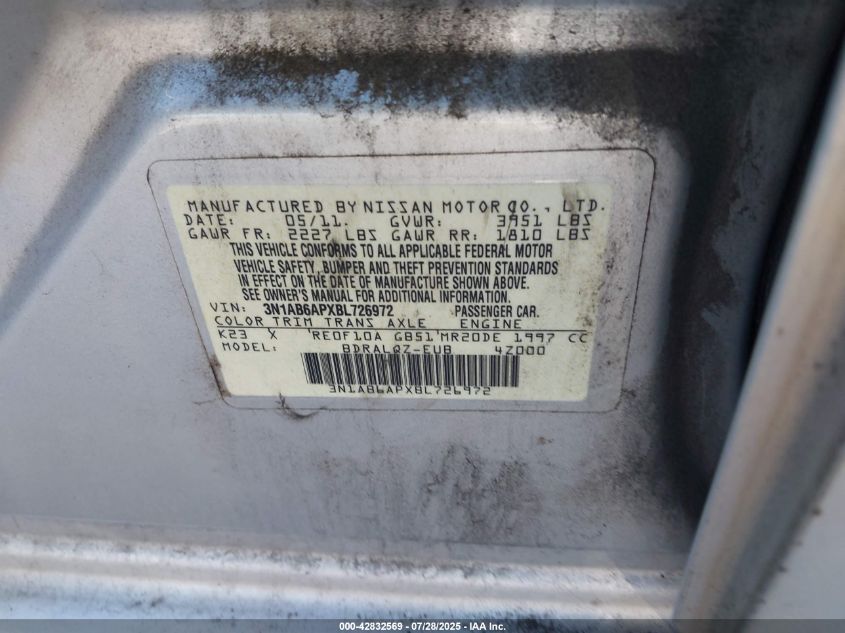 MANUFACTURED BY NISSAN MOTOR CO., LTD.
DATE: 05/11. GVWR: 3951 LBS
GAWR FR: 2227 LBS GAWR RR: 1810 LBS
THIS VEHICLE CONFORMS TO ALL APPLICABLE FEDERAL MOTOR
VEHICLE SAFETY, BUMPER AND THEFT PREVENTION STANDARDS
IN EFFECT ON THE DATE OF MANUFACTURE SHOWN ABOVE.
SEE OWNER'S MANUAL FOR ADDITIONAL INFORMATION.
VIN: 3N1AB6APXBL726972 PASSENGER CAR.
COLOR TRIM TRANS AXLE ENGINE
K23 X RE0F10A GB51 MR20DE 1997 CC
MODEL: BDRALQZ-EUB 4Z000
3N1AB6APXBL726972
000-42832569 | 07/28/2025 - IAA Inc.